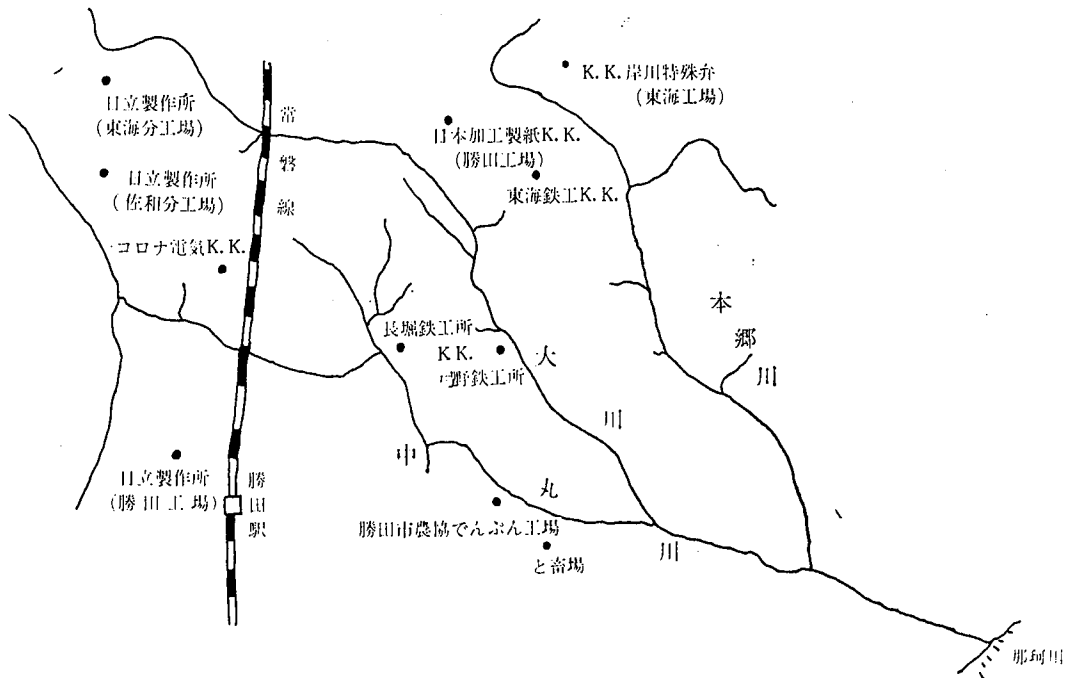 K.K.岸川特殊弁
(東海工場)
日立製作所
(東海分工場)
常磐線
日本加工製紙K.K.
(勝田工場)
東海鉄工K.K.
日立製作所
(佐和分工場)
コロナ電気K.K.
本郷川
長堀鉄工所
K.K.
野鉄工所
大川
中丸川
日立製作所
(勝田工場)
勝田駅
勝田市農協でんぷん工場
と畜場
那珂川